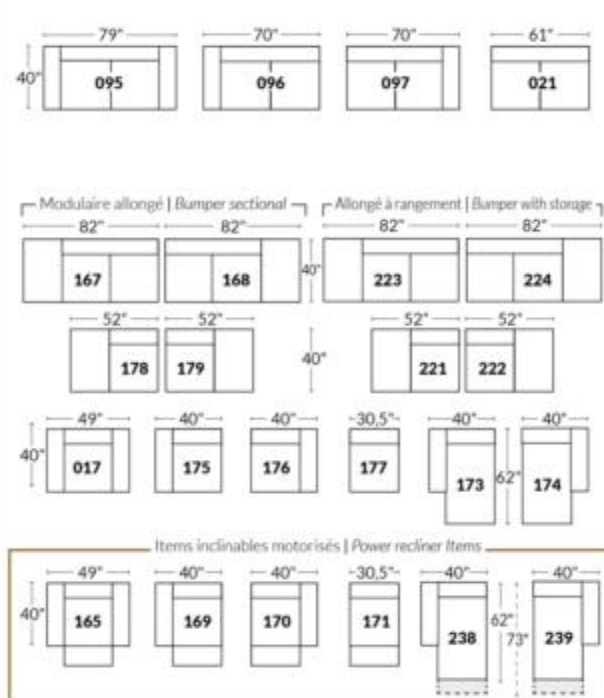 79" 70" 70" 61"
40" 095 096 097 021
Modulaire allongé | Bumper sectional Allongé à rangement | Bumper with storage
82" 82" 82" 82"
167 168 40" 223 224
52" 52" 52" 52"
178 179 40" 221 222
49" 40" 40" 30,5" 40" 40"
40" 017 175 176 177 173 62" 174
Items inclinables motorisés | Power recliner Items
49" 40" 40" 30,5" 40" 40"
40" 165 169 170 171 238 62" 73" 239